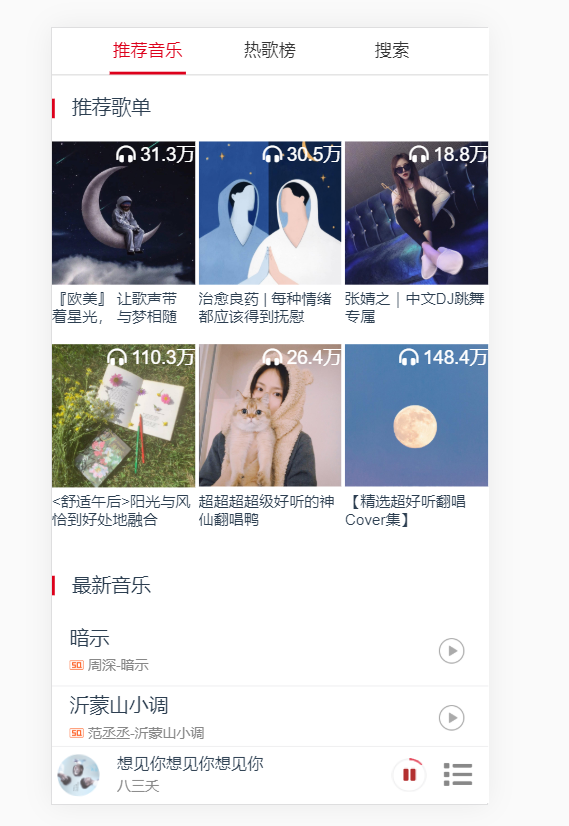 推荐音乐 热歌榜 搜索
推荐歌单
31.3万 30.5万 18.8万
『欧美』 让歌声带
着星光， 与梦相随
治愈良药 | 每种情绪
都应该得到抚慰
张婧之｜中文DJ跳舞
专属
110.3万 26.4万 148.4万
<舒适午后>阳光与风
恰到好处地融合
超超超超级好听的神
仙翻唱鸭
【精选超好听翻唱
Cover集】
最新音乐
暗示
SQ 周深-暗示
沂蒙山小调
SQ 范丞丞-沂蒙山小调
想见你想见你想见你
八三夭